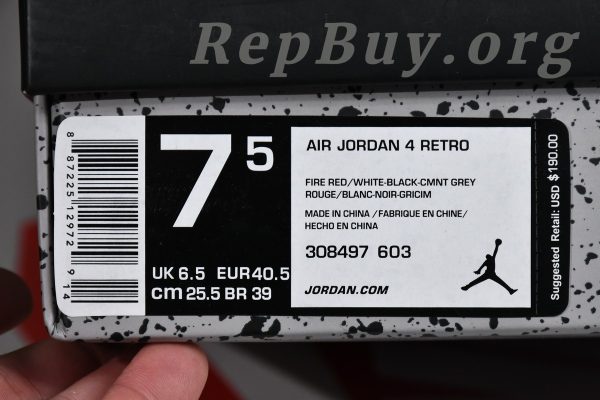 RepBuy.org
8 87225 12972 9 14
7 5
UK 6.5 EUR 40.5
cm 25.5 BR 39
AIR JORDAN 4 RETRO
FIRE RED/WHITE-BLACK-CMNT GREY
ROUGE/BLANC-NOIR-GRICIM
MADE IN CHINA / FABRIQUE EN CHINE/
HECHO EN CHINA
308497 603
JORDAN.COM
Suggested Retail: USD $190.00